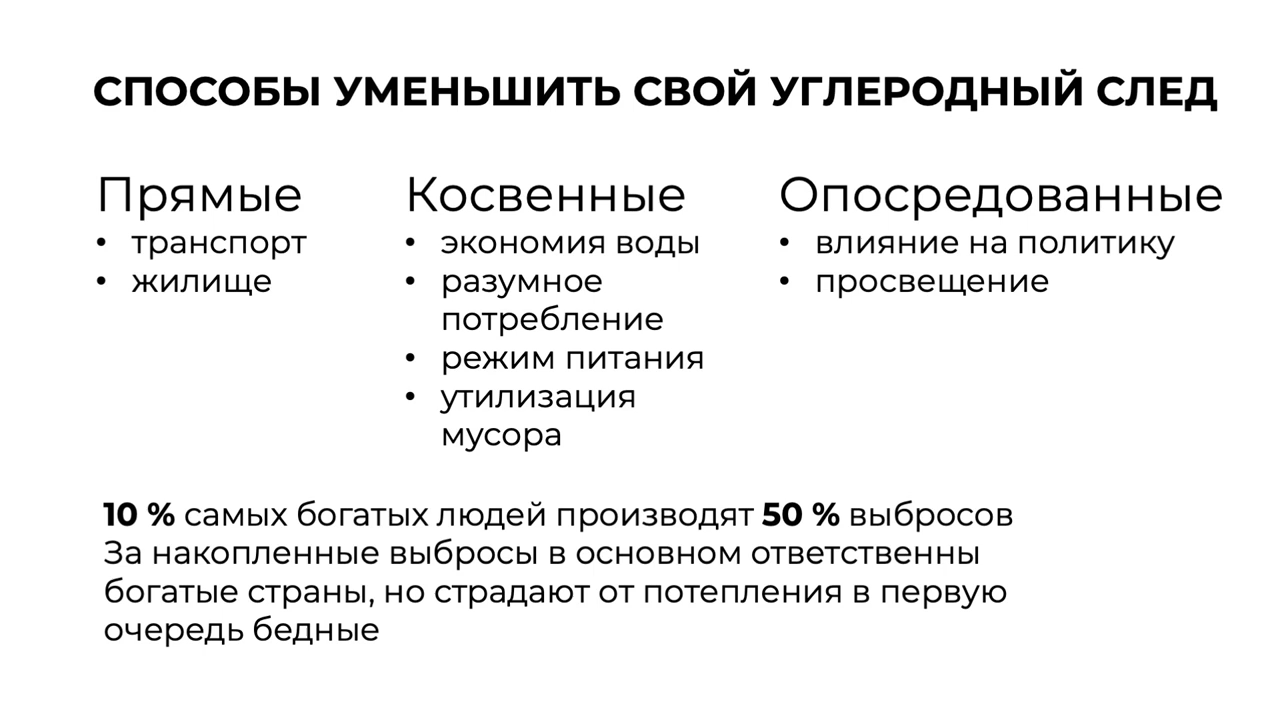 СПОСОБЫ УМЕНЬШИТЬ СВОЙ УГЛЕРОДНЫЙ СЛЕД
Прямые
• транспорт
• жилище
Косвенные
• экономия воды
• разумное
потребление
• режим питания
• утилизация
мусора
Опосредованные
• влияние на политику
• просвещение
10 % самых богатых людей производят 50 % выбросов
За накопленные выбросы в основном ответственны
богатые страны, но страдают от потепления в первую
очередь бедные